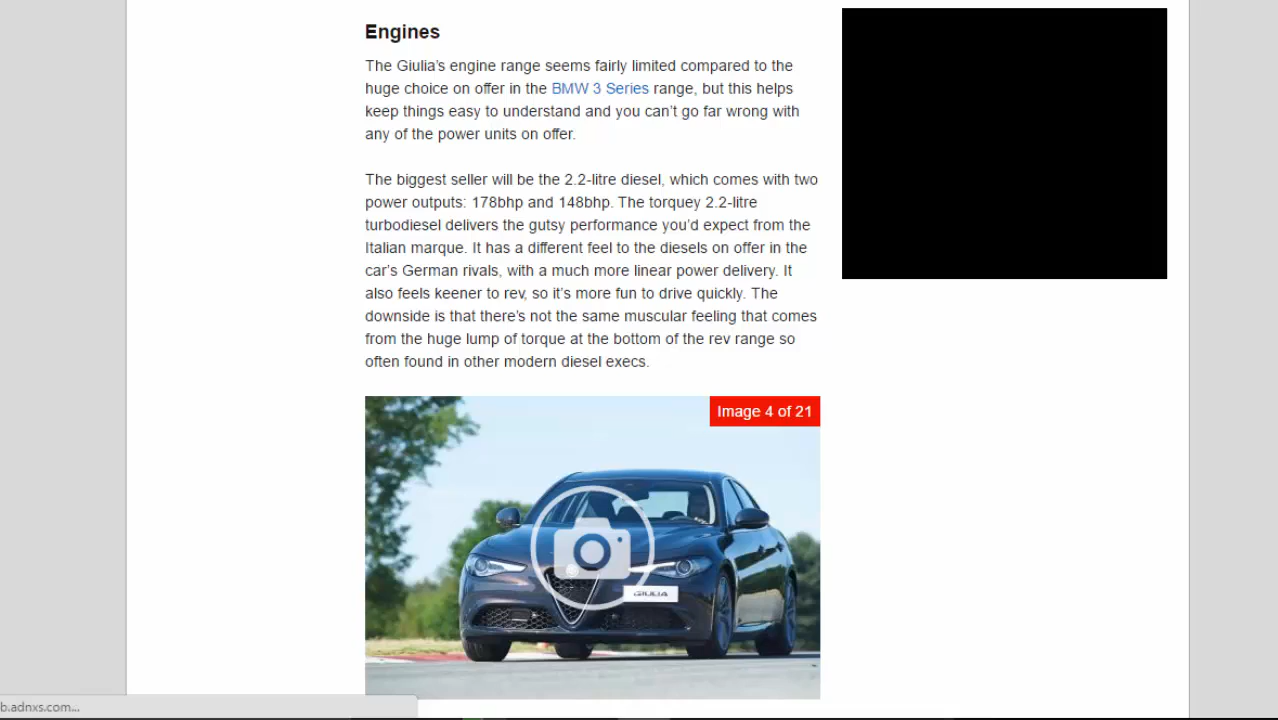 Engines
The Giulia’s engine range seems fairly limited compared to the
huge choice on offer in the BMW 3 Series range, but this helps
keep things easy to understand and you can’t go far wrong with
any of the power units on offer.
The biggest seller will be the 2.2-litre diesel, which comes with two
power outputs: 178bhp and 148bhp. The torquey 2.2-litre
turbodiesel delivers the gutsy performance you’d expect from the
Italian marque. It has a different feel to the diesels on offer in the
car’s German rivals, with a much more linear power delivery. It
also feels keener to rev, so it’s more fun to drive quickly. The
downside is that there’s not the same muscular feeling that comes
from the huge lump of torque at the bottom of the rev range so
often found in other modern diesel execs.
Image 4 of 21
GIULIA
b.adnxs.com...